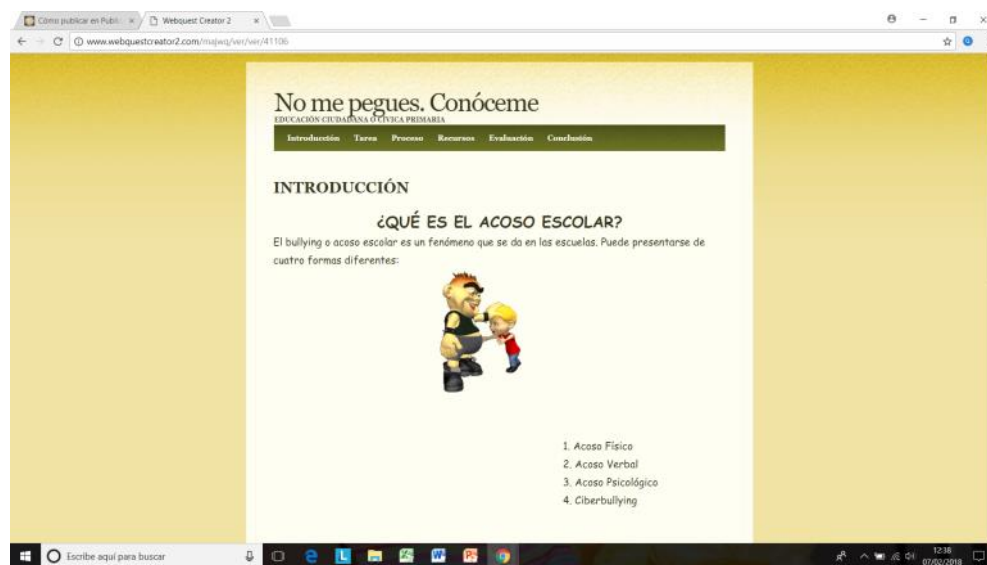 Cómo publicar en Publi
Webquest Creator 2
www.webquestcreator2.com/majwq/ver/ver/41106
No me pegues. Conóceme
EDUCACIÓN CIUDADANA O CÍVICA PRIMARIA
Introducción Tarea Proceso Recursos Evaluación Conclusión
INTRODUCCIÓN
¿QUÉ ES EL ACOSO ESCOLAR?
El bullying o acoso escolar es un fenómeno que se da en las escuelas. Puede presentarse de
cuatro formas diferentes:
1. Acoso Físico
2. Acoso Verbal
3. Acoso Psicológico
4. Ciberbullying
Escribe aquí para buscar
12:38
07/02/2018